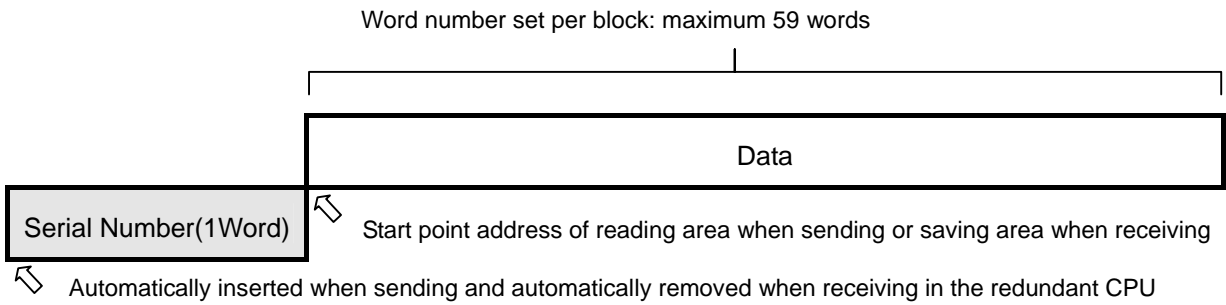 Word number set per block: maximum 59 words
Data
Serial Number(1Word)
Start point address of reading area when sending or saving area when receiving
Automatically inserted when sending and automatically removed when receiving in the redundant CPU